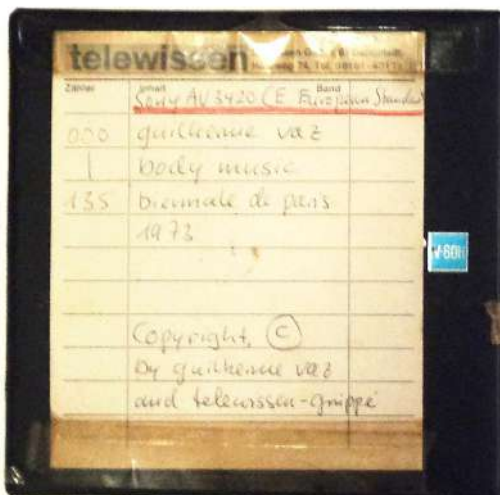 telewissen
Zähler Inhalt Band
Sony AV 3420 CE European Standard
000 guilherme vaz
| body music
135 biennale de paris
1973
Copyright, ©
by guilherme vaz
and telewissen-gruppe
V-60H